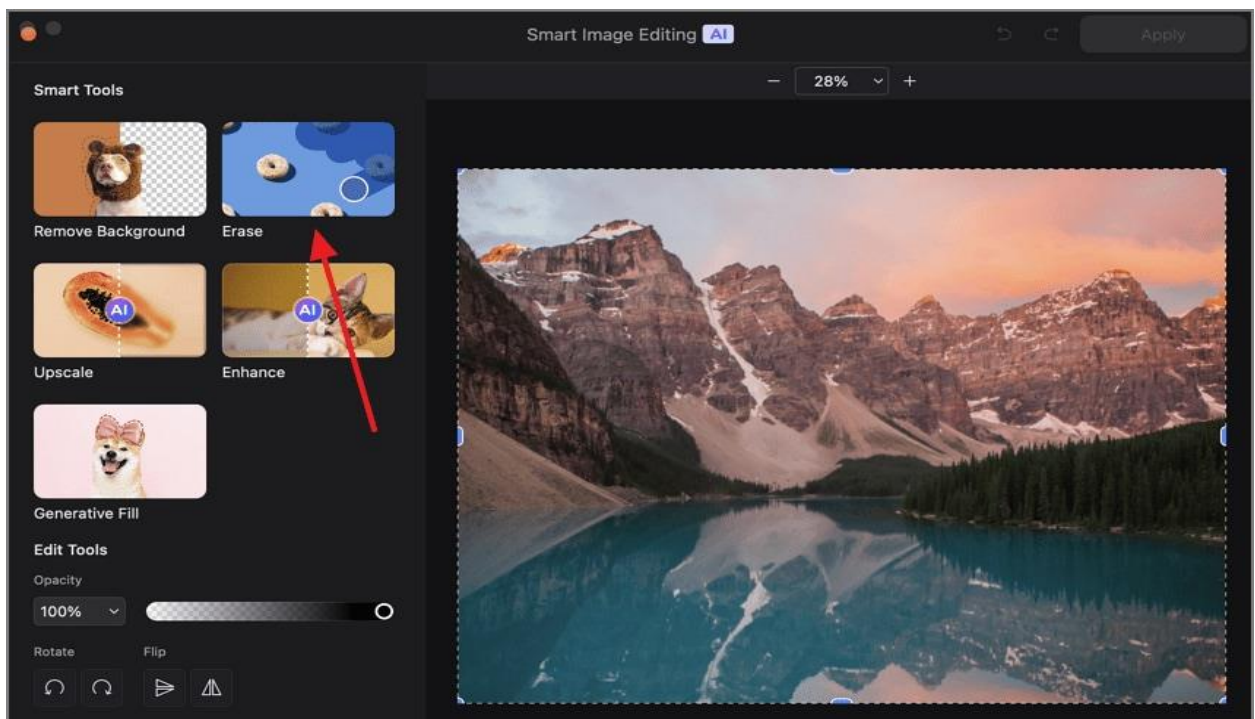 Smart Image Editing AI
Apply
Smart Tools
28%
Remove Background
Erase
AI
AI
Upscale
Enhance
Generative Fill
Edit Tools
Opacity
100%
Rotate
Flip